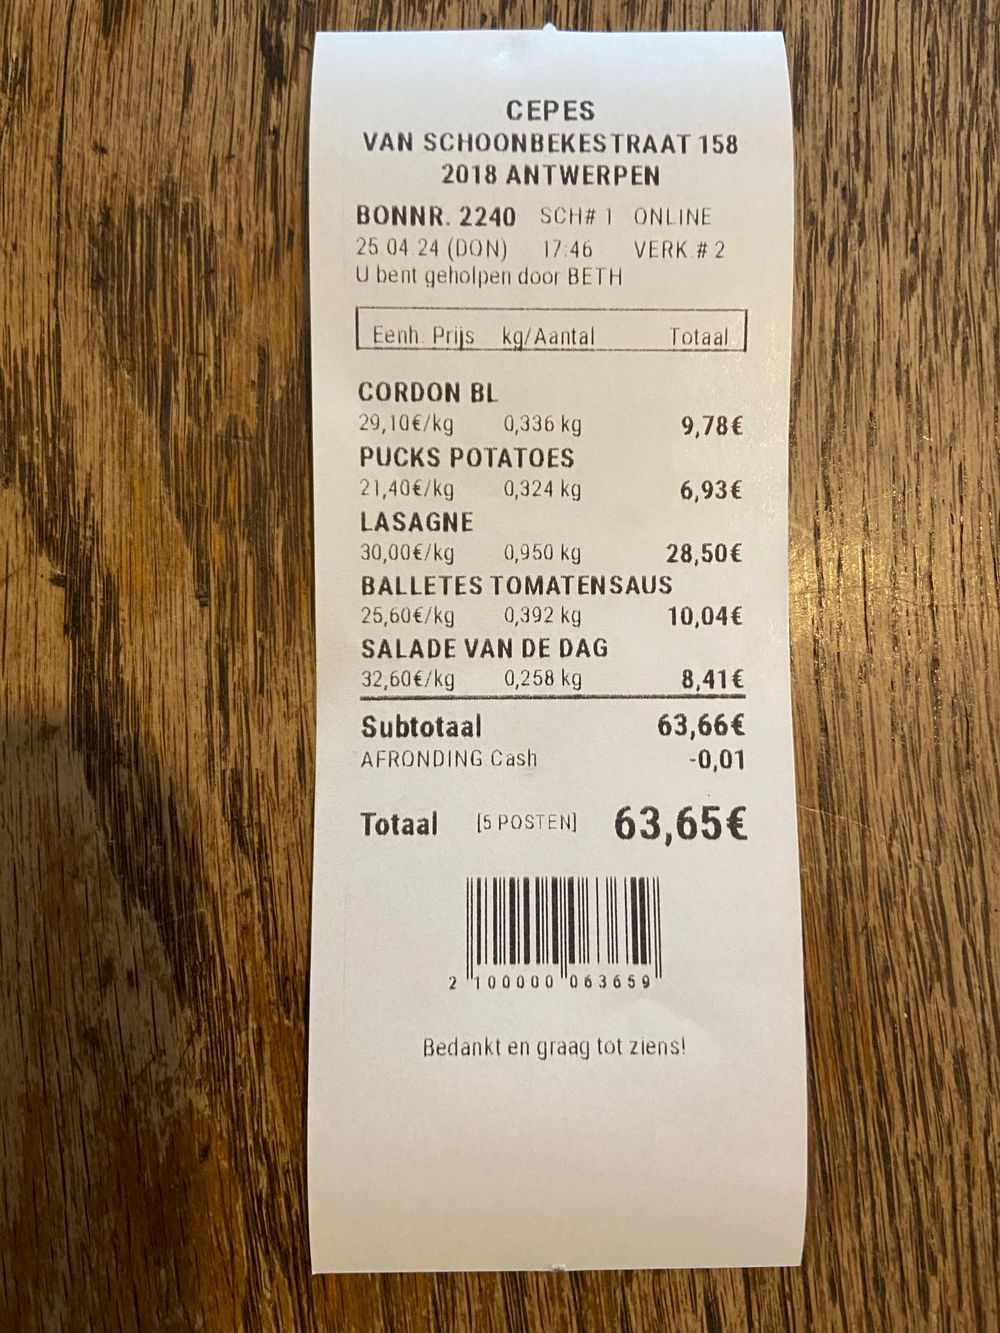 CEPES
VAN SCHOONBEKESTRAAT 158
2018 ANTWERPEN
BONNR. 2240 SCH# 1 ONLINE
25.04.24 (DON) 17:46 VERK.# 2
U bent geholpen door BETH
Eenh. Prijs kg/Aantal Totaal
CORDON BL
29,10€/kg 0,336 kg 9,78€
PUCKS POTATOES
21,40€/kg 0,324 kg 6,93€
LASAGNE
30,00€/kg 0,950 kg 28,50€
BALLETES TOMATENSAUS
25,60€/kg 0,392 kg 10,04€
SALADE VAN DE DAG
32,60€/kg 0,258 kg 8,41€
Subtotaal 63,66€
AFRONDING Cash -0,01
Totaal [5 POSTEN] 63,65€
2 100000 063659
Bedankt en graag tot ziens!